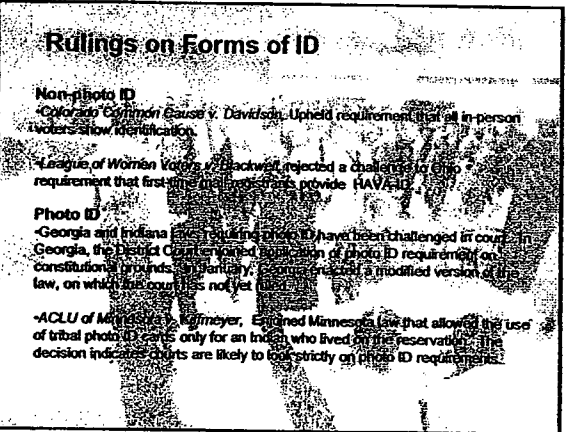 Rulings on Forms of ID
Non-photo ID
-Colorado Common Cause v. Davidson, Upheld requirement that all in-person
voters show identification.
-League of Women Voters v. Blackwell, rejected a challenge to Ohio
requirement that first-time mail registrants provide HAVA ID.
Photo ID
-Georgia and Indiana laws requiring photo ID have been challenged in court. In
Georgia, the District Court enjoined application of photo ID requirement on
constitutional grounds. In January, Georgia enacted a modified version of the
law, on which the court has not yet ruled.
-ACLU of Minnesota v. Kiffmeyer, Enjoined Minnesota law that allowed the use
of tribal photo ID cards only for an Indian who lived on the reservation. The
decision indicates courts are likely to look strictly on photo ID requirements.